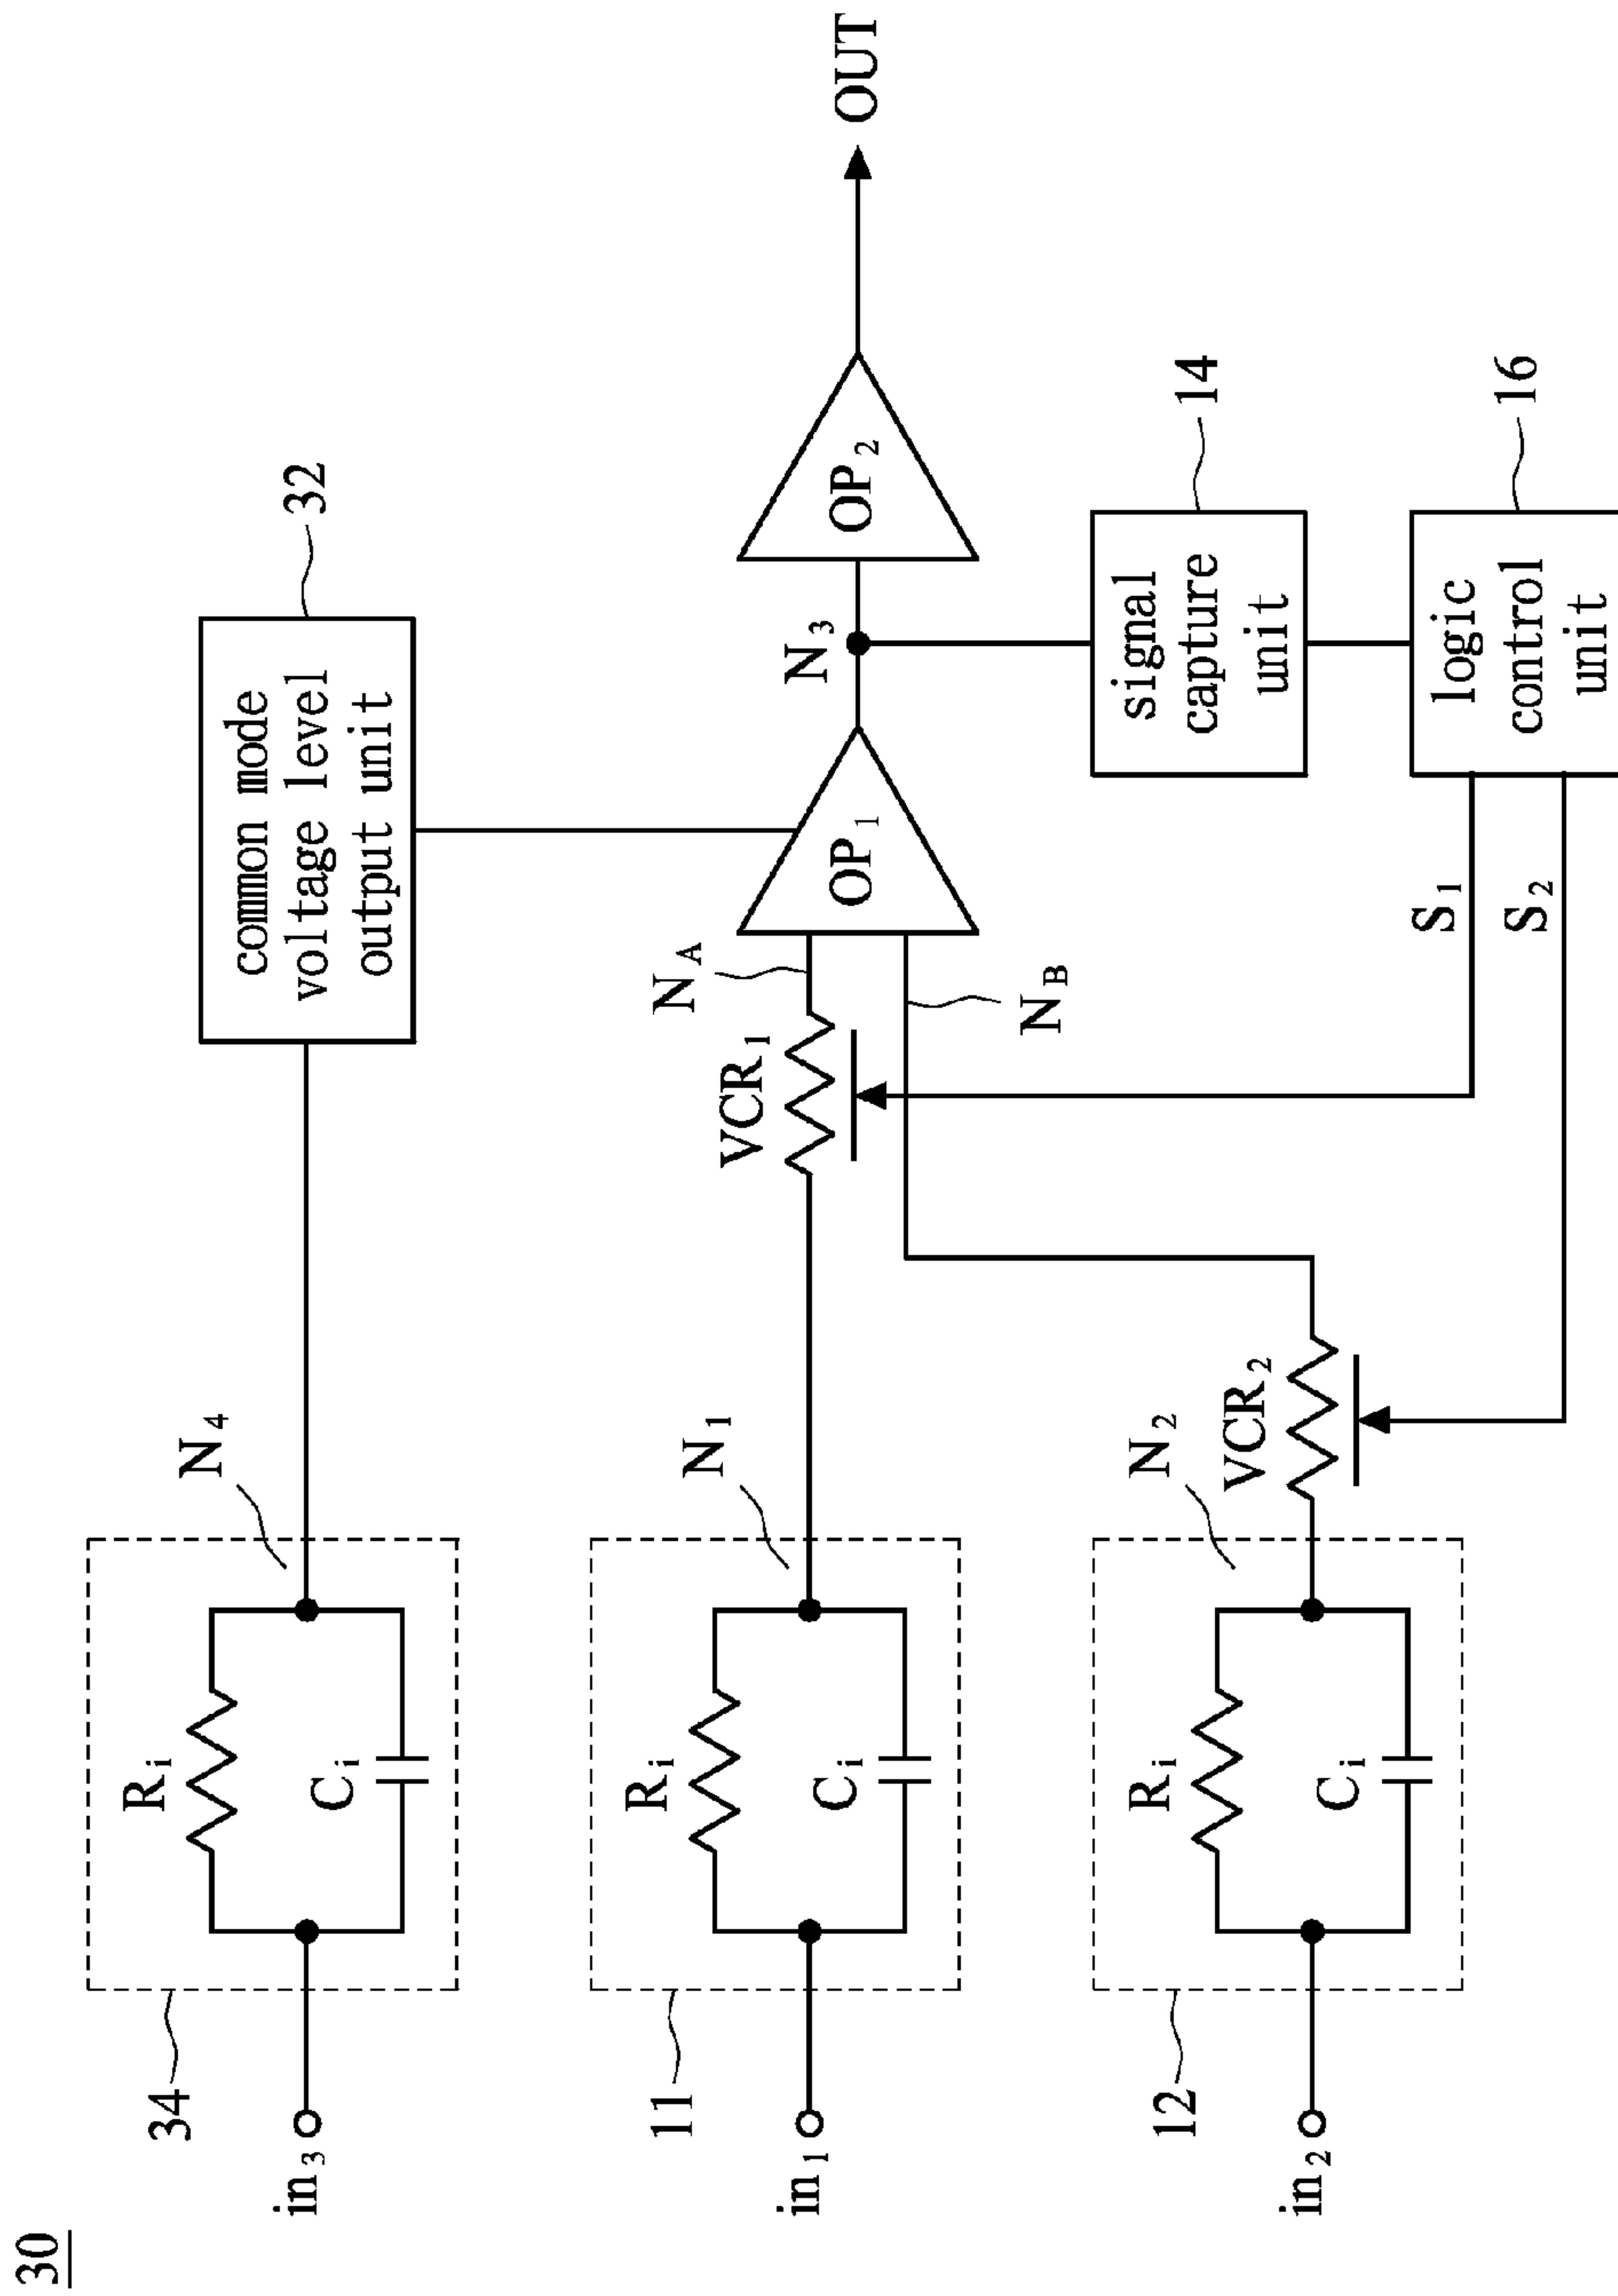 30
in3
34
Ri
Ci
N4
common mode
voltage level
output unit
32
in1
11
Ri
Ci
N1
VCR1
NA
NB
OP1
N3
OP2
OUT
in2
12
Ri
Ci
N2
VCR2
S1
S2
signal
capture
unit
14
logic
control
unit
16